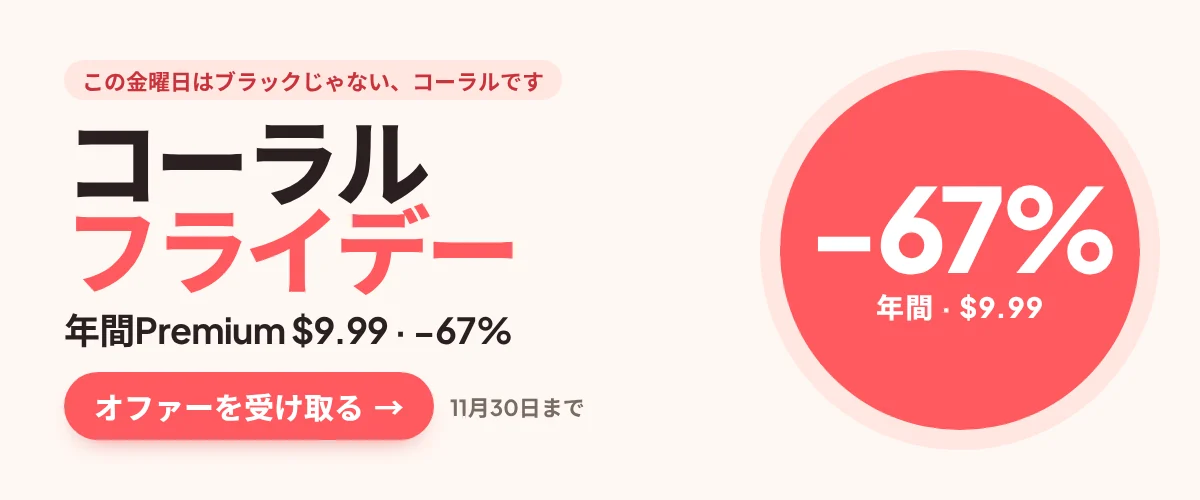 この金曜日はブラックじゃない、コーラルです
コーラル
フライデー
年間Premium $9.99 · −67%
オファーを受け取る →
11月30日まで
−67%
年間 · $9.99